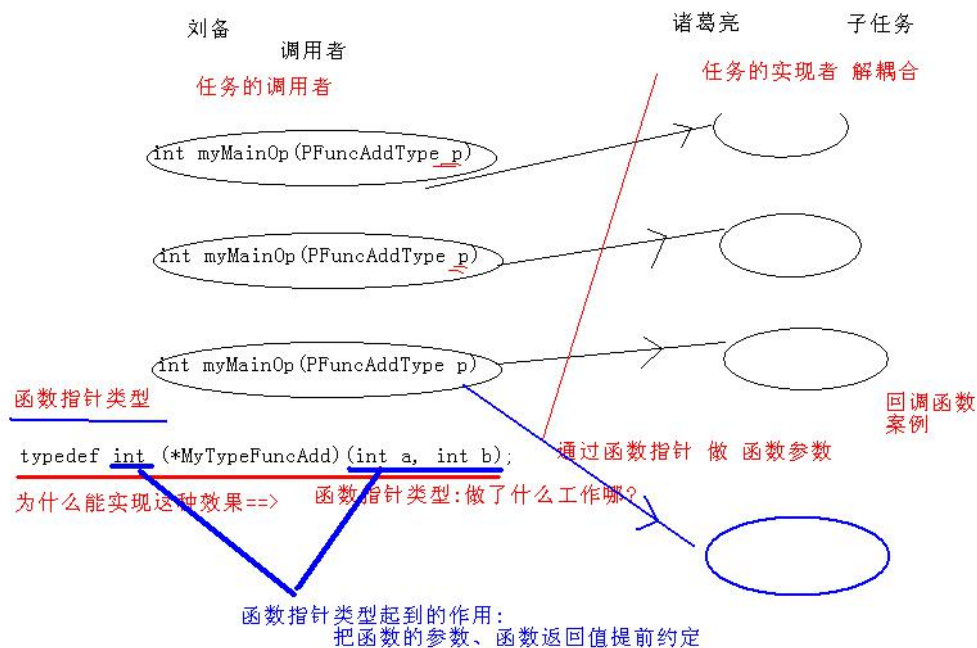 刘备
诸葛亮 子任务
调用者
任务的调用者
任务的实现者 解耦合
int myMainOp(PFuncAddType p)
int myMainOp(PFuncAddType p)
int myMainOp(PFuncAddType p)
函数指针类型
回调函数
案例
typedef int (*MyTypeFuncAdd)(int a, int b);
通过函数指针 做 函数参数
为什么能实现这种效果==>
函数指针类型:做了什么工作哪?
函数指针类型起到的作用:
把函数的参数、函数返回值提前约定